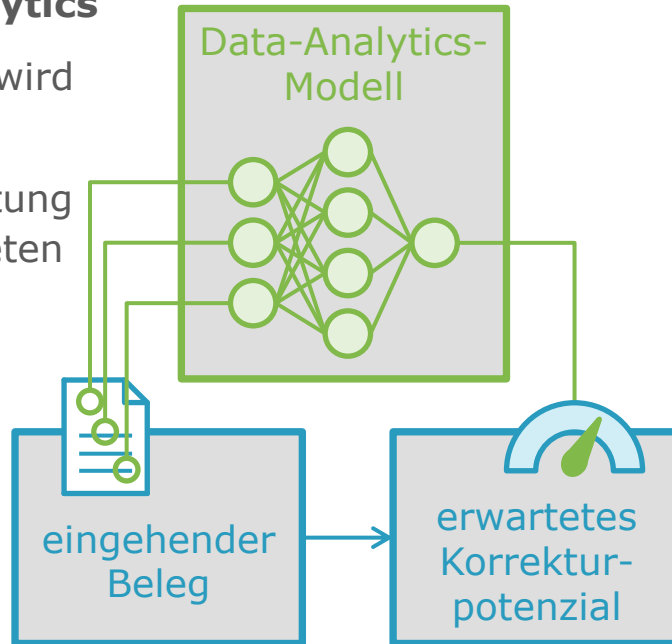 ytics
wird
tung
eten
Data-Analytics-
Modell
eingehender
Beleg
erwartetes
Korrektur-
potenzial